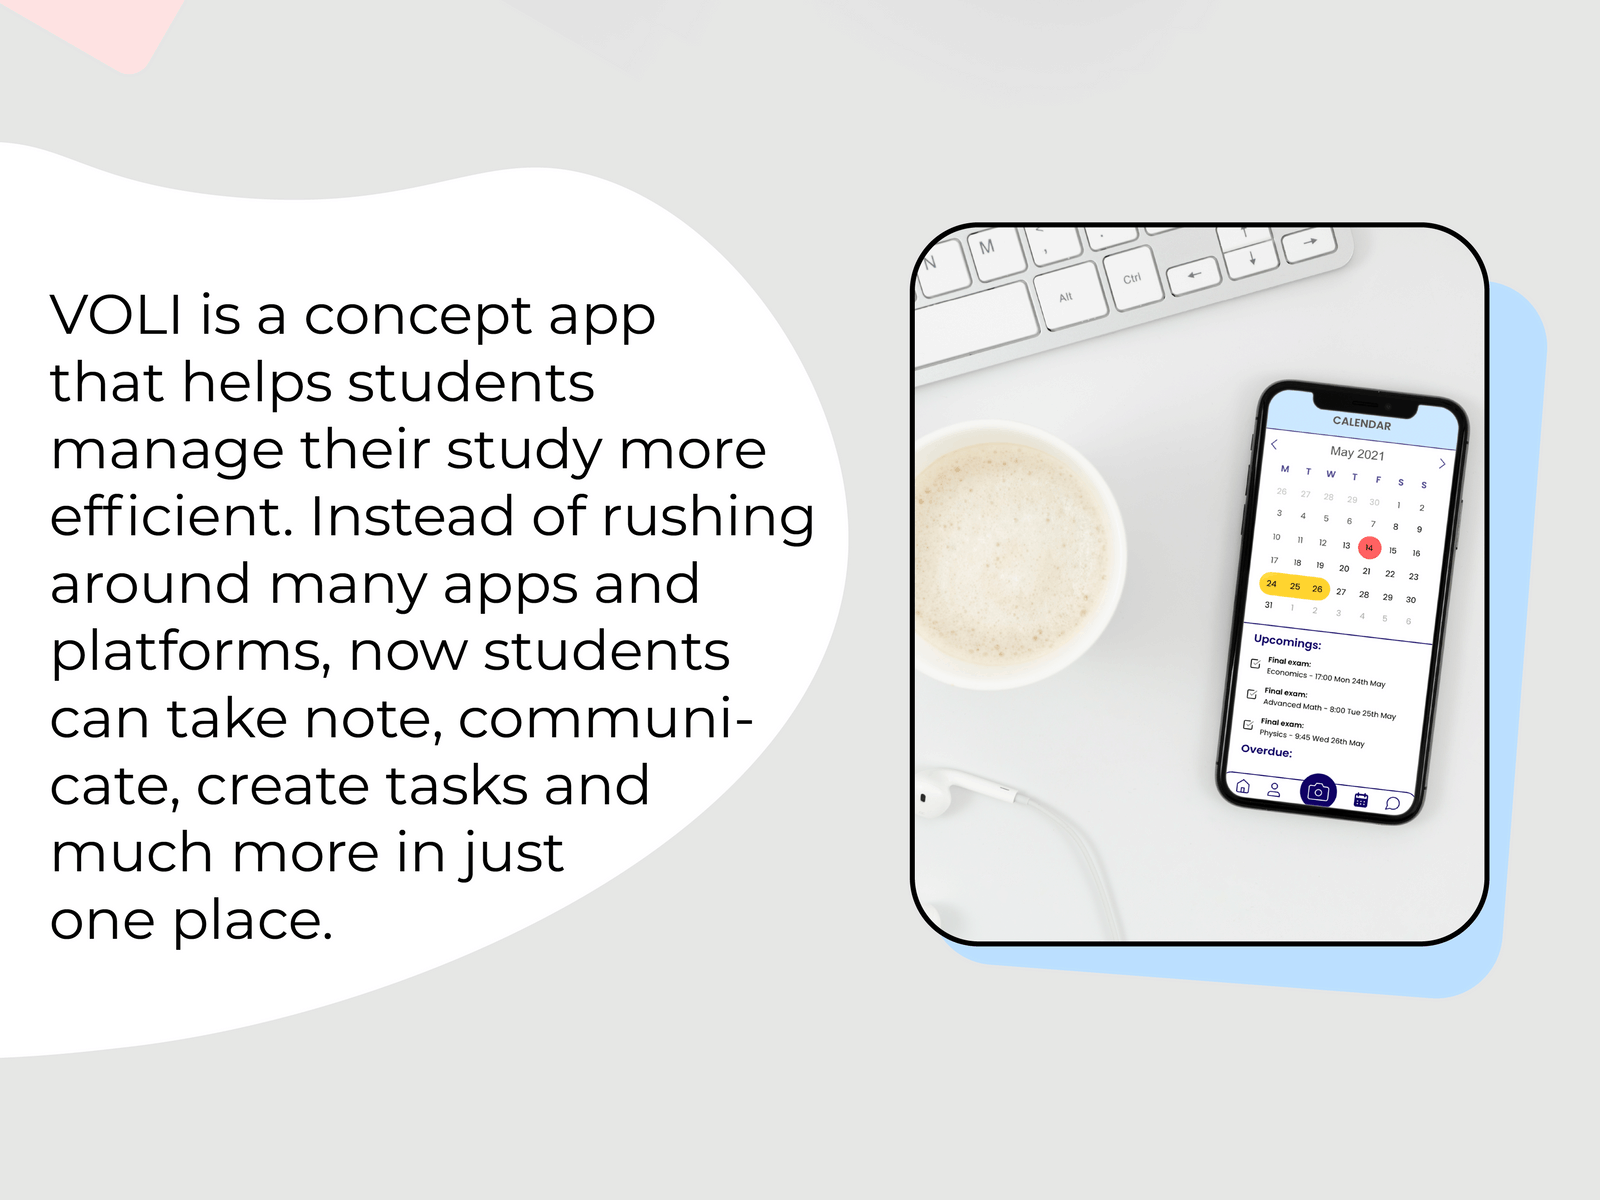 VOLI is a concept app
that helps students
manage their study more
efficient. Instead of rushing
around many apps and
platforms, now students
can take note, communi-
cate, create tasks and
much more in just
one place.
N M < , .
Alt Ctrl ← ↑ ↓ →
CALENDAR
< May 2021 >
M T W T F S S
26 27 28 29 30 1 2
3 4 5 6 7 8 9
10 11 12 13 14 15 16
17 18 19 20 21 22 23
24 25 26 27 28 29 30
31 1 2 3 4 5 6
Upcomings:
Final exam:
Economics - 17:00 Mon 24th May
Final exam:
Advanced Math - 8:00 Tue 25th May
Final exam:
Physics - 9:45 Wed 26th May
Overdue: